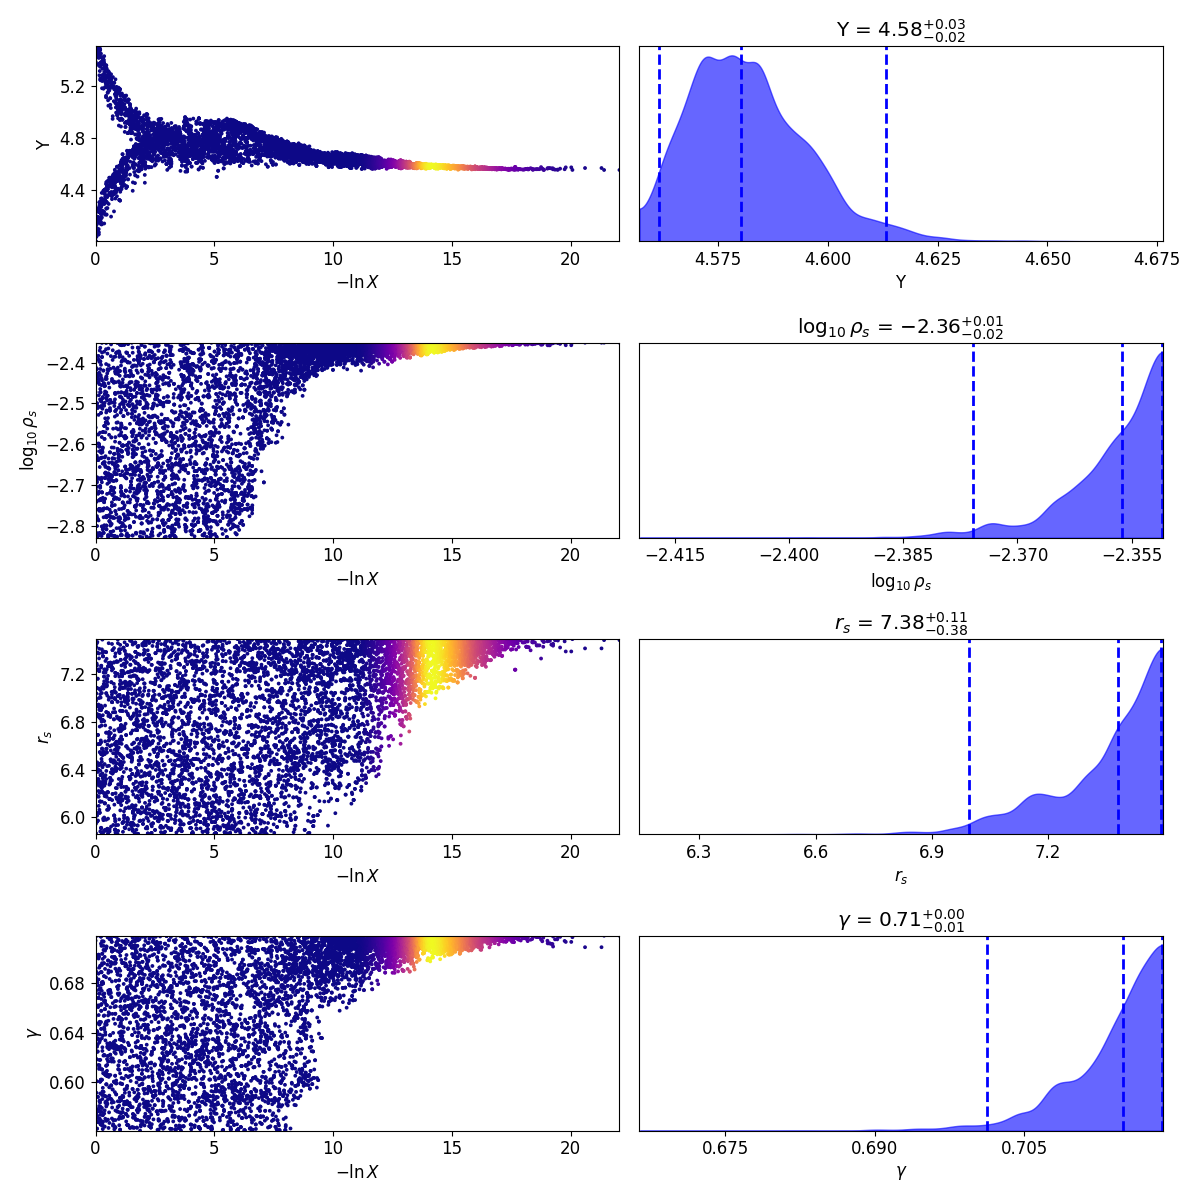 Y = 4.58^{+0.03}_{-0.02}
5.2
4.8
4.4
Y
0 5 10 15 20
−ln X
4.575 4.600 4.625 4.650 4.675
Y
log₁₀ ρₛ = −2.36^{+0.01}_{-0.02}
−2.4
−2.5
−2.6
−2.7
−2.8
log₁₀ ρₛ
0 5 10 15 20
−ln X
−2.415 −2.400 −2.385 −2.370 −2.355
log₁₀ ρₛ
rₛ = 7.38^{+0.11}_{-0.38}
7.2
6.8
6.4
6.0
rₛ
0 5 10 15 20
−ln X
6.3 6.6 6.9 7.2
rₛ
γ = 0.71^{+0.00}_{-0.01}
0.68
0.64
0.60
γ
0 5 10 15 20
−ln X
0.675 0.690 0.705
γ